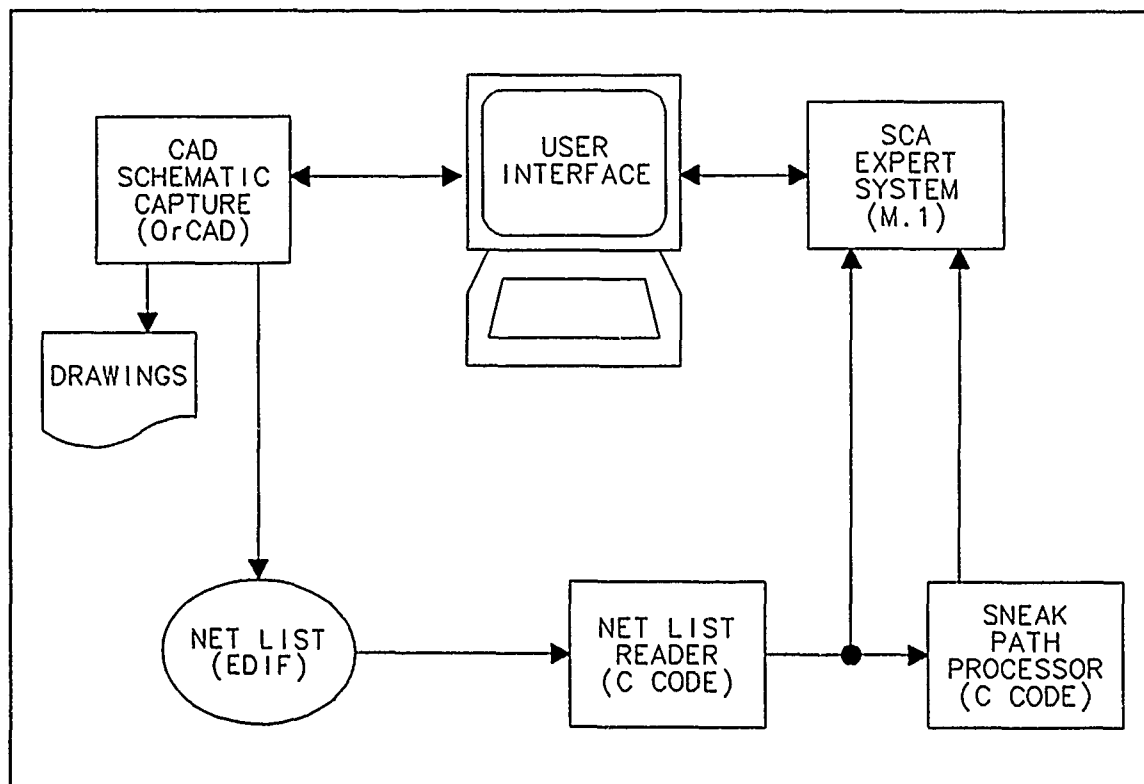 CAD
SCHEMATIC
CAPTURE
(OrCAD)
USER
INTERFACE
SCA
EXPERT
SYSTEM
(M.1)
DRAWINGS
NET LIST
(EDIF)
NET LIST
READER
(C CODE)
SNEAK
PATH
PROCESSOR
(C CODE)